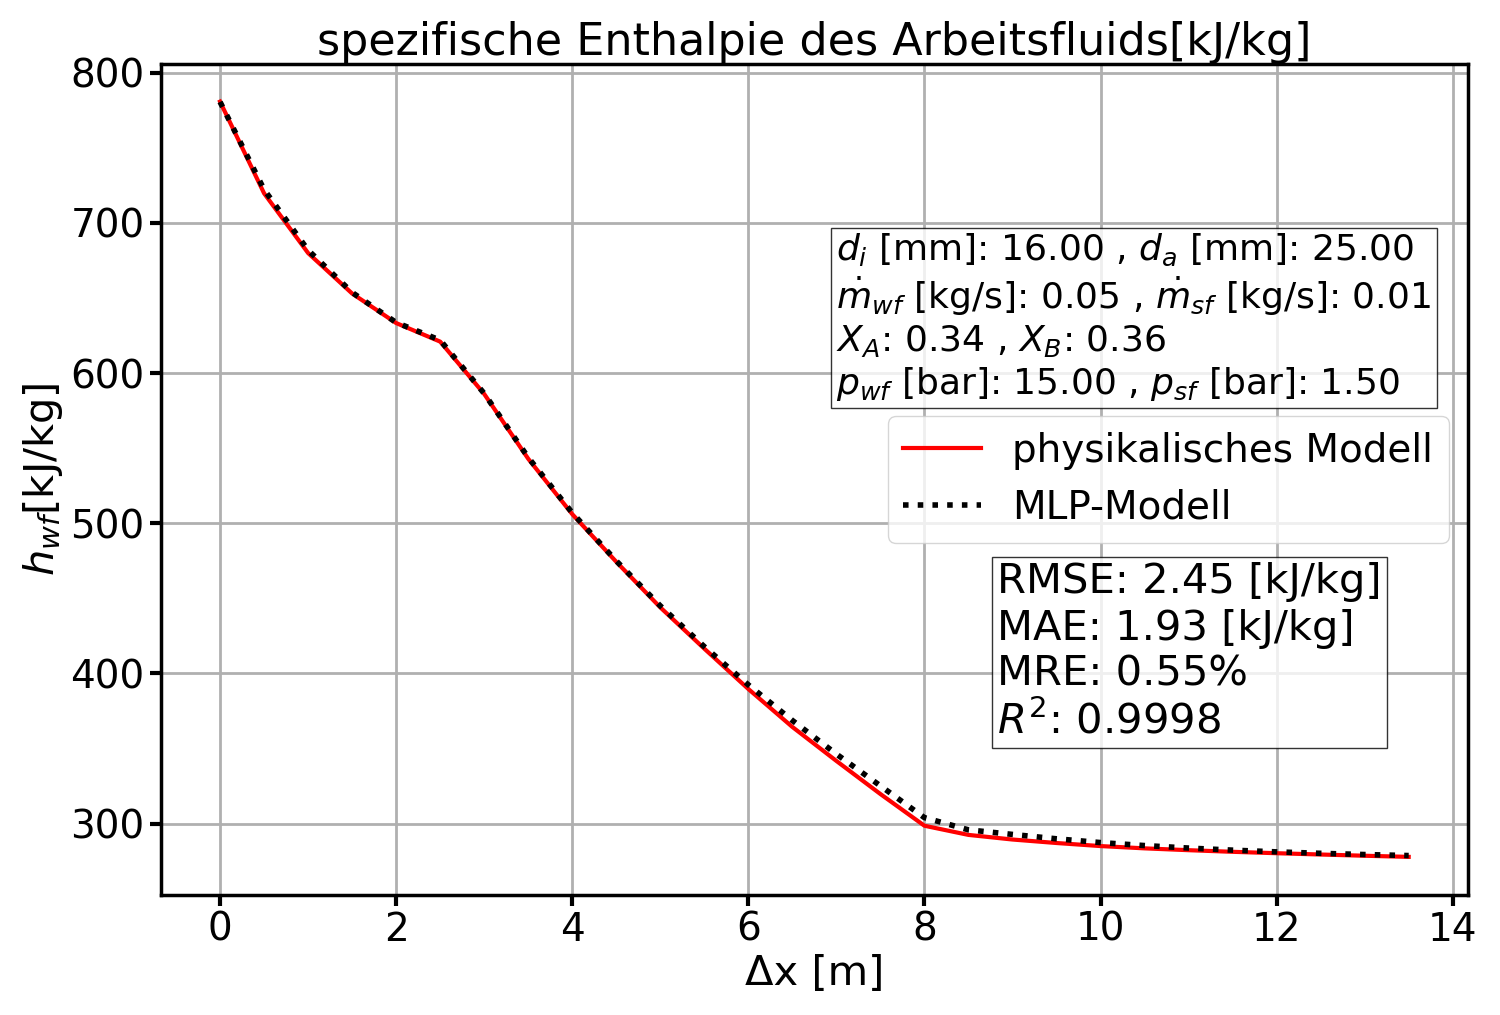 spezifische Enthalpie des Arbeitsfluids[kJ/kg]
800
700
600
500
400
300
h_wf[kJ/kg]
d_i [mm]: 16.00 , d_a [mm]: 25.00
ṁ_wf [kg/s]: 0.05 , ṁ_sf [kg/s]: 0.01
X_A: 0.34 , X_B: 0.36
p_wf [bar]: 15.00 , p_sf [bar]: 1.50
physikalisches Modell
MLP-Modell
RMSE: 2.45 [kJ/kg]
MAE: 1.93 [kJ/kg]
MRE: 0.55%
R²: 0.9998
0 2 4 6 8 10 12 14
Δx [m]